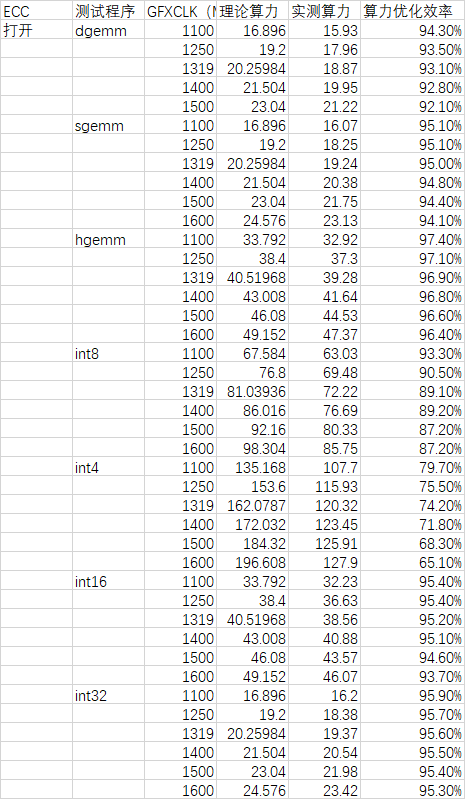 ECC 测试程序 GFXCLK（M 理论算力 实测算力 算力优化效率
打开 dgemm 1100 16.896 15.93 94.30%
1250 19.2 17.96 93.50%
1319 20.25984 18.87 93.10%
1400 21.504 19.95 92.80%
1500 23.04 21.22 92.10%
sgemm 1100 16.896 16.07 95.10%
1250 19.2 18.25 95.10%
1319 20.25984 19.24 95.00%
1400 21.504 20.38 94.80%
1500 23.04 21.75 94.40%
1600 24.576 23.13 94.10%
hgemm 1100 33.792 32.92 97.40%
1250 38.4 37.3 97.10%
1319 40.51968 39.28 96.90%
1400 43.008 41.64 96.80%
1500 46.08 44.53 96.60%
1600 49.152 47.37 96.40%
int8 1100 67.584 63.03 93.30%
1250 76.8 69.48 90.50%
1319 81.03936 72.22 89.10%
1400 86.016 76.69 89.20%
1500 92.16 80.33 87.20%
1600 98.304 85.75 87.20%
int4 1100 135.168 107.7 79.70%
1250 153.6 115.93 75.50%
1319 162.0787 120.32 74.20%
1400 172.032 123.45 71.80%
1500 184.32 125.91 68.30%
1600 196.608 127.9 65.10%
int16 1100 33.792 32.23 95.40%
1250 38.4 36.63 95.40%
1319 40.51968 38.56 95.20%
1400 43.008 40.88 95.10%
1500 46.08 43.57 94.60%
1600 49.152 46.07 93.70%
int32 1100 16.896 16.2 95.90%
1250 19.2 18.38 95.70%
1319 20.25984 19.37 95.60%
1400 21.504 20.54 95.50%
1500 23.04 21.98 95.40%
1600 24.576 23.42 95.30%